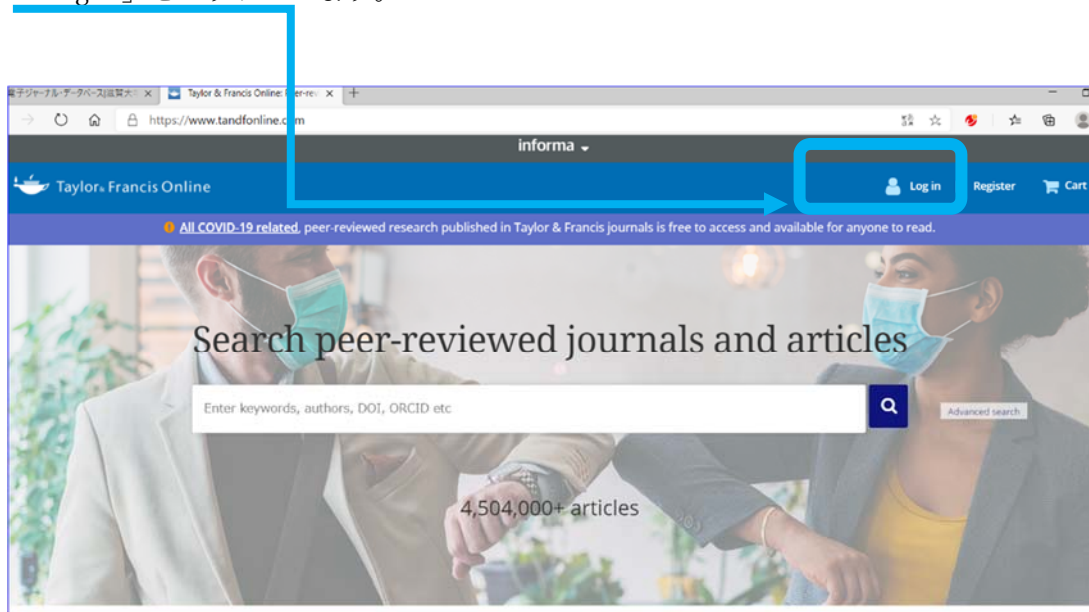 電子ジャーナル・データベース(滋賀大 ×
Taylor & Francis Online: Peer-rev ×
https://www.tandfonline.com
informa
Taylor & Francis Online
Log in
Register
Cart
All COVID-19 related, peer-reviewed research published in Taylor & Francis journals is free to access and available for anyone to read.
Search peer-reviewed journals and articles
Enter keywords, authors, DOI, ORCID etc
Advanced search
4,504,000+ articles